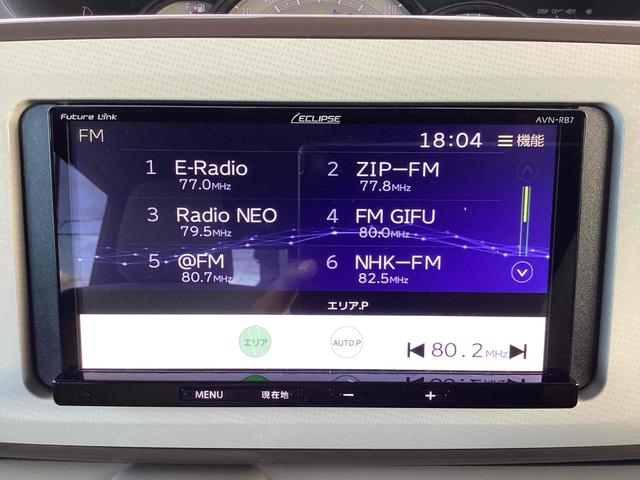 Future Link ECLIPSE AVN-RB7
FM 18:04 機能
1 E-Radio 77.0MHz
2 ZIP-FM 77.8MHz
3 Radio NEO 79.5MHz
4 FM GIFU 80.0MHz
5 @FM 80.7MHz
6 NHK-FM 82.5MHz
エリア.P
エリア AUTO.P 80.2MHz
MENU 現在地 − +